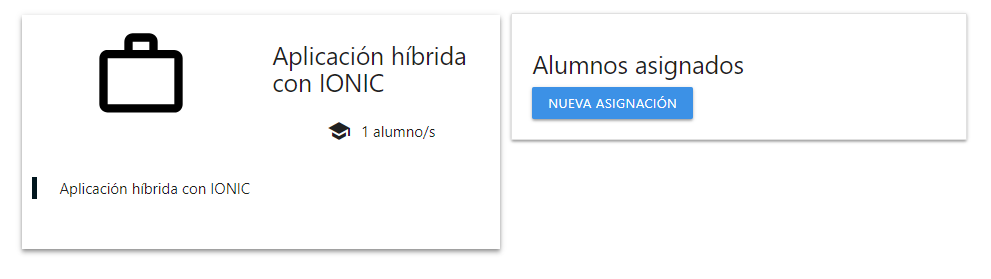 Aplicación híbrida
con IONIC
1 alumno/s
Aplicación híbrida con IONIC
Alumnos asignados
NUEVA ASIGNACIÓN